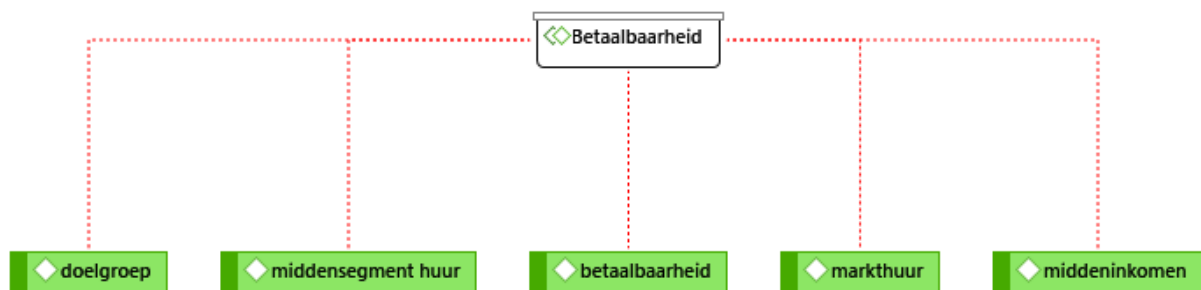 Betaalbaarheid
doelgroep
middensegment huur
betaalbaarheid
markthuur
middeninkomen